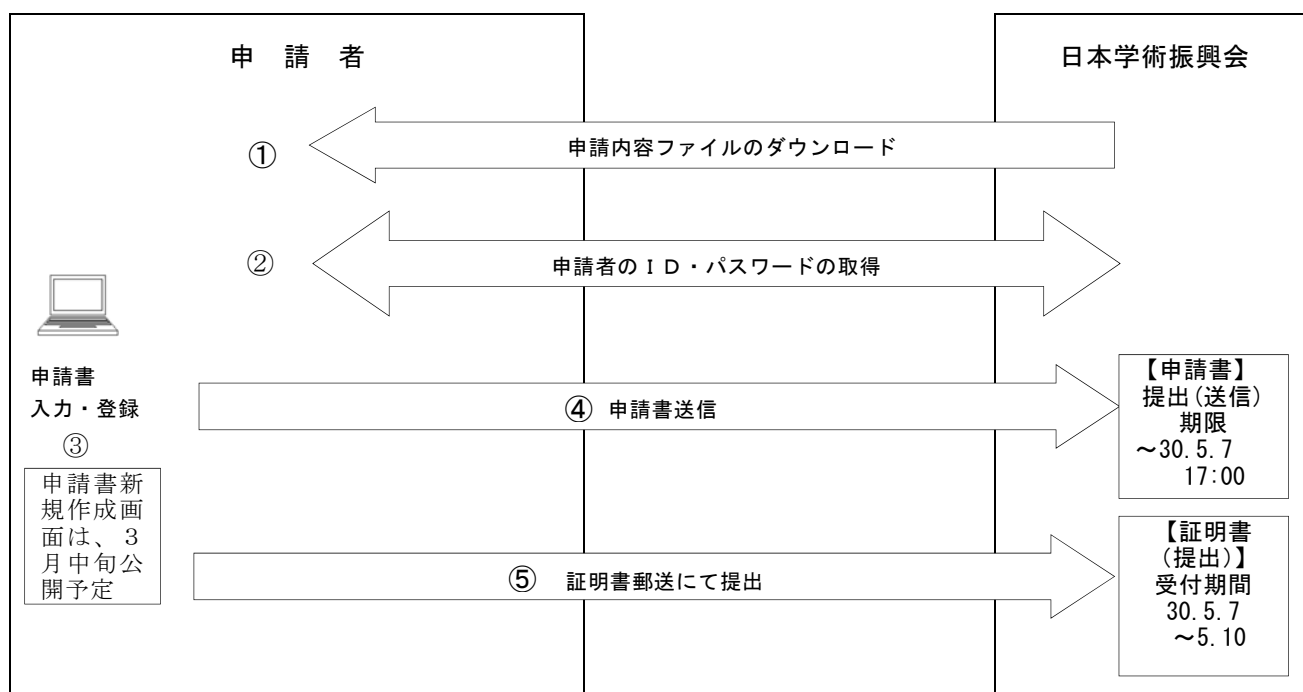 申 請 者
日本学術振興会
①
申請内容ファイルのダウンロード
②
申請者のＩＤ・パスワードの取得
申請書
入力・登録
③
申請書新
規作成画
面は、３
月中旬公
開予定
④ 申請書送信
【申請書】
提出(送信)
期限
～30.5.7
17:00
⑤ 証明書郵送にて提出
【証明書
(提出)】
受付期間
30.5.7
～5.10